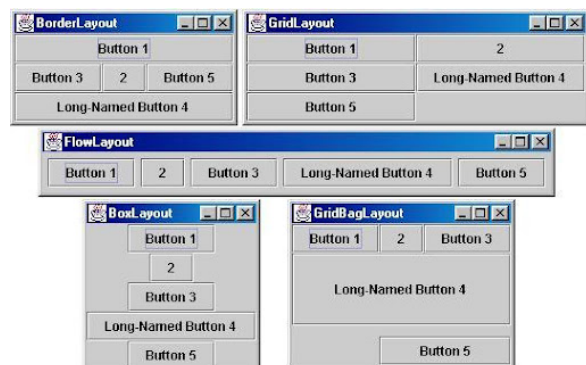 BorderLayout
Button 1
Button 3 2 Button 5
Long-Named Button 4
GridLayout
Button 1 2
Button 3 Long-Named Button 4
Button 5
FlowLayout
Button 1 2 Button 3 Long-Named Button 4 Button 5
BoxLayout
Button 1
2
Button 3
Long-Named Button 4
Button 5
GridBagLayout
Button 1 2 Button 3
Long-Named Button 4
Button 5